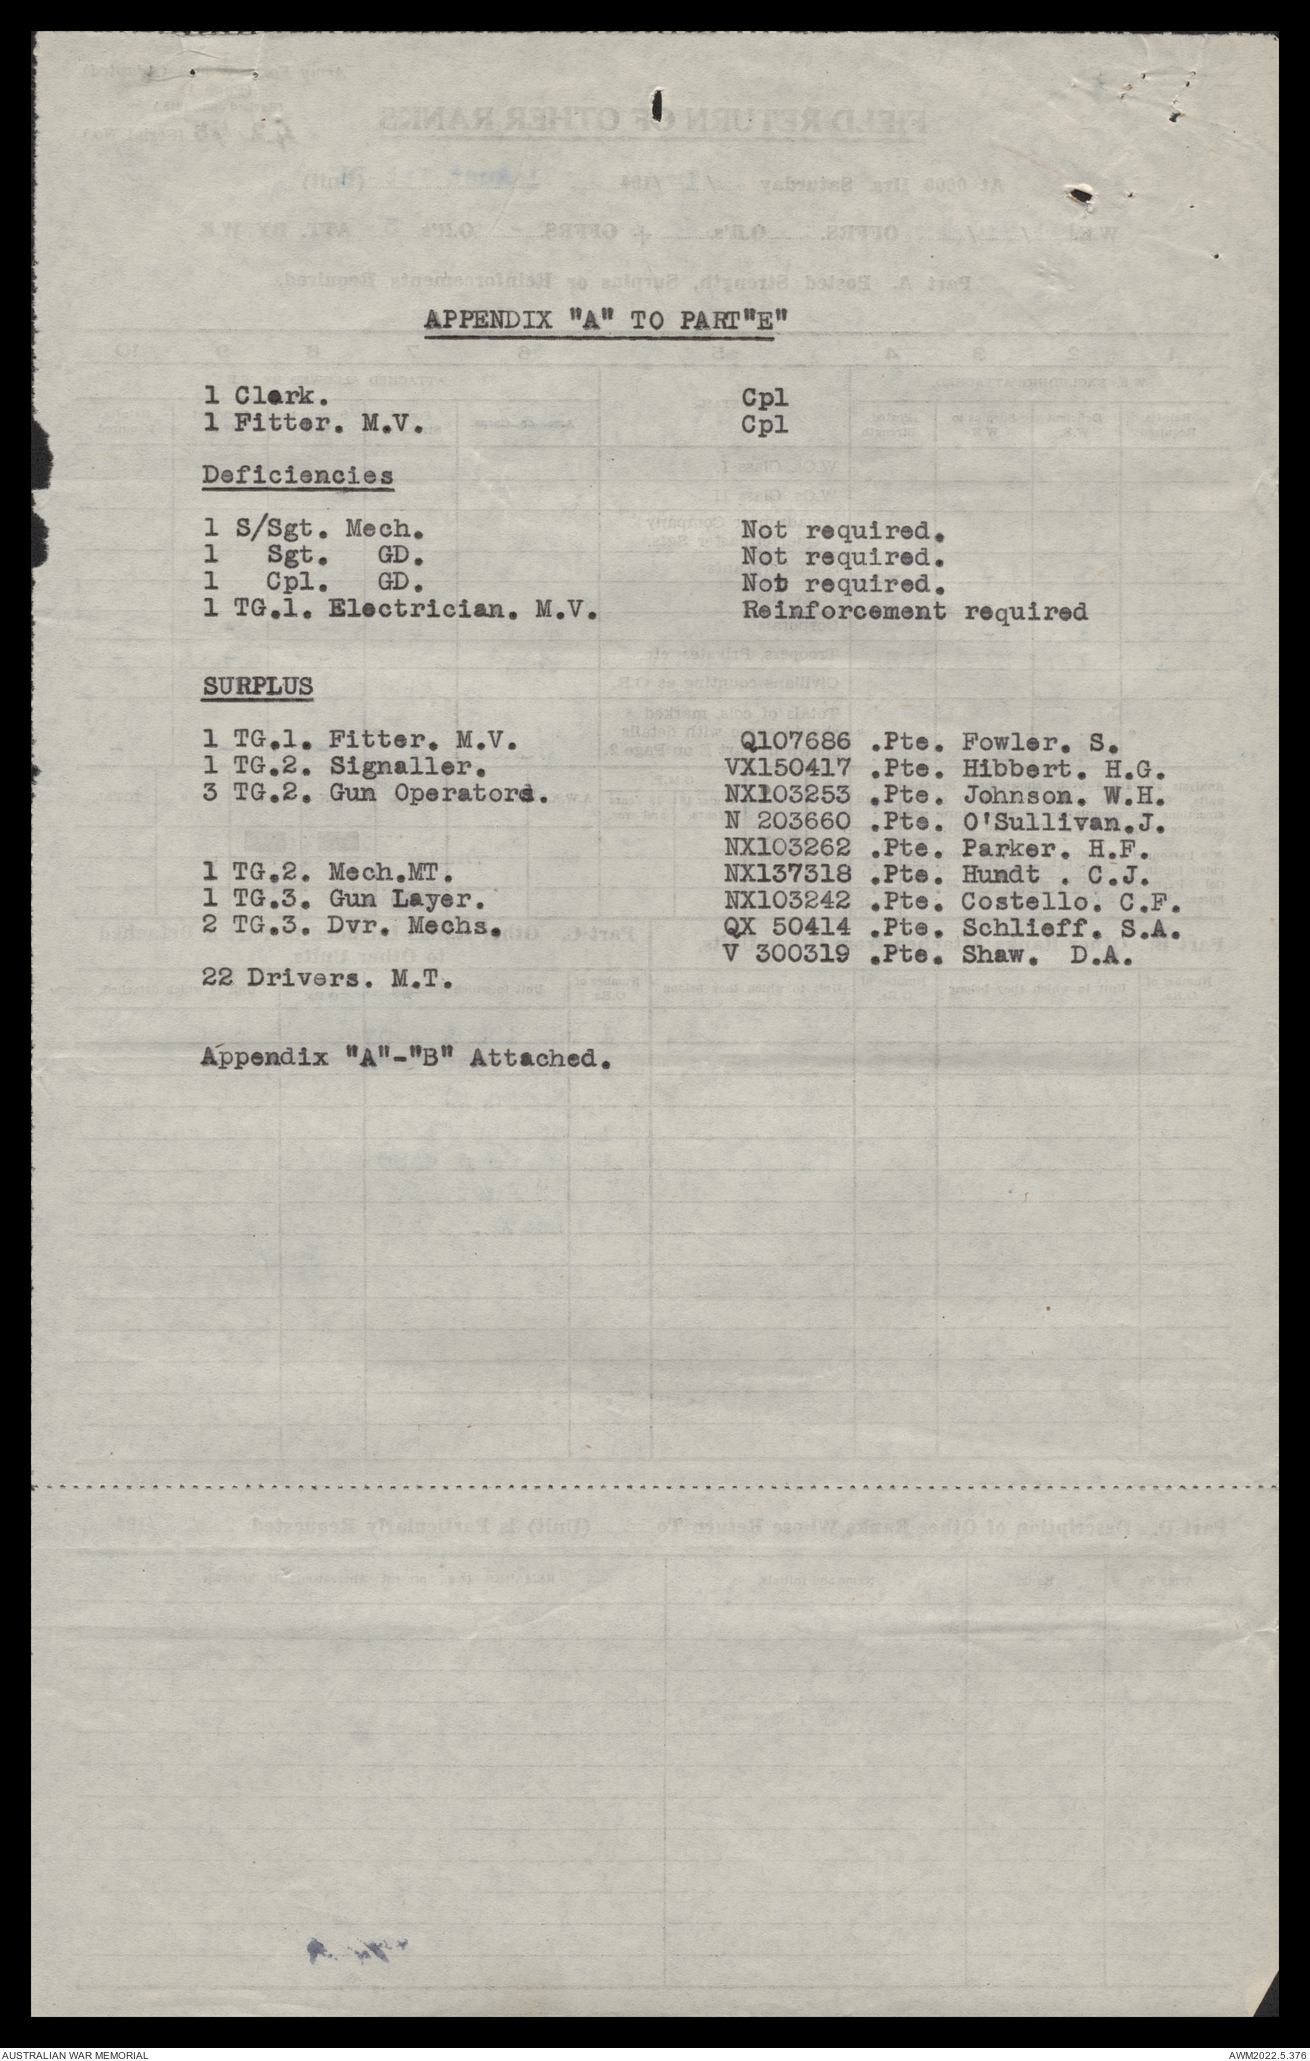 APPENDIX "A" TO PART"E"
1 Clerk. Cpl
1 Fitter. M.V. Cpl
Deficiencies
1 S/Sgt. Mech. Not required.
1 Sgt. GD. Not required.
1 Cpl. GD. Not required.
1 TG.1. Electrician. M.V. Reinforcement required
SURPLUS
1 TG.1. Fitter. M.V. Q107686 .Pte. Fowler. S.
1 TG.2. Signaller. VX150417 .Pte. Hibbert. H.G.
3 TG.2. Gun Operators. NX103253 .Pte. Johnson. W.H.
N 203660 .Pte. O'Sullivan.J.
NX103262 .Pte. Parker. H.F.
1 TG.2. Mech.MT. NX137318 .Pte. Hundt . C.J.
1 TG.3. Gun Layer. NX103242 .Pte. Costello. C.F.
2 TG.3. Dvr. Mechs. QX 50414 .Pte. Schlieff. S.A.
V 300319 .Pte. Shaw. D.A.
22 Drivers. M.T.
Appendix "A"-"B" Attached.
AUSTRALIAN WAR MEMORIAL AWM2022.5.376